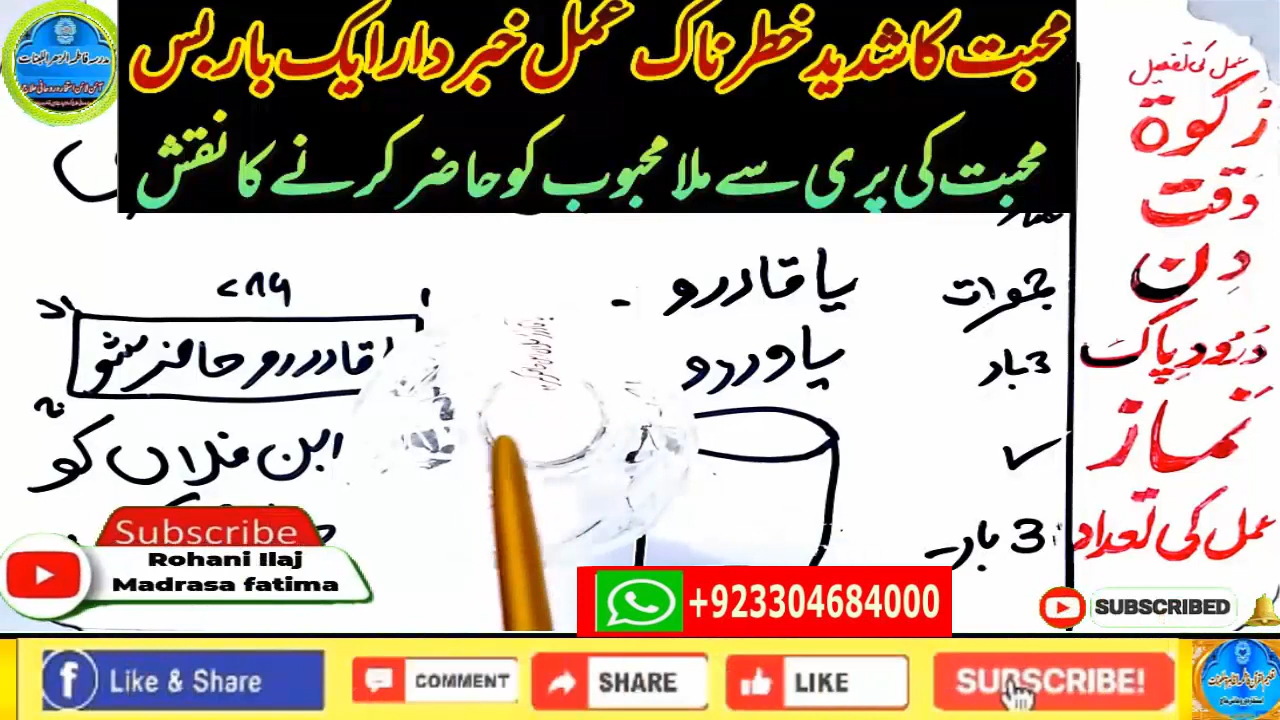 محبت کا شدید خطرناک عمل خبردار ایک بار بس
محبت کی پری سے ملا محبوب کو حاضر کرنے کا نقش
عمل کی تفصیل
زکوۃ
وقت
دن
درود پاک
نماز
عمل کی تعداد
جمعرات
3 بار
3 بار
یا قادرو
یا ودودو
۷۸۶
حاضر شو
ابن فلاں کو
Subscribe
Rohani Ilaj
Madrasa fatima
+923304684000
SUBSCRIBED
Like & Share
COMMENT
SHARE
LIKE
SUBSCRIBE!